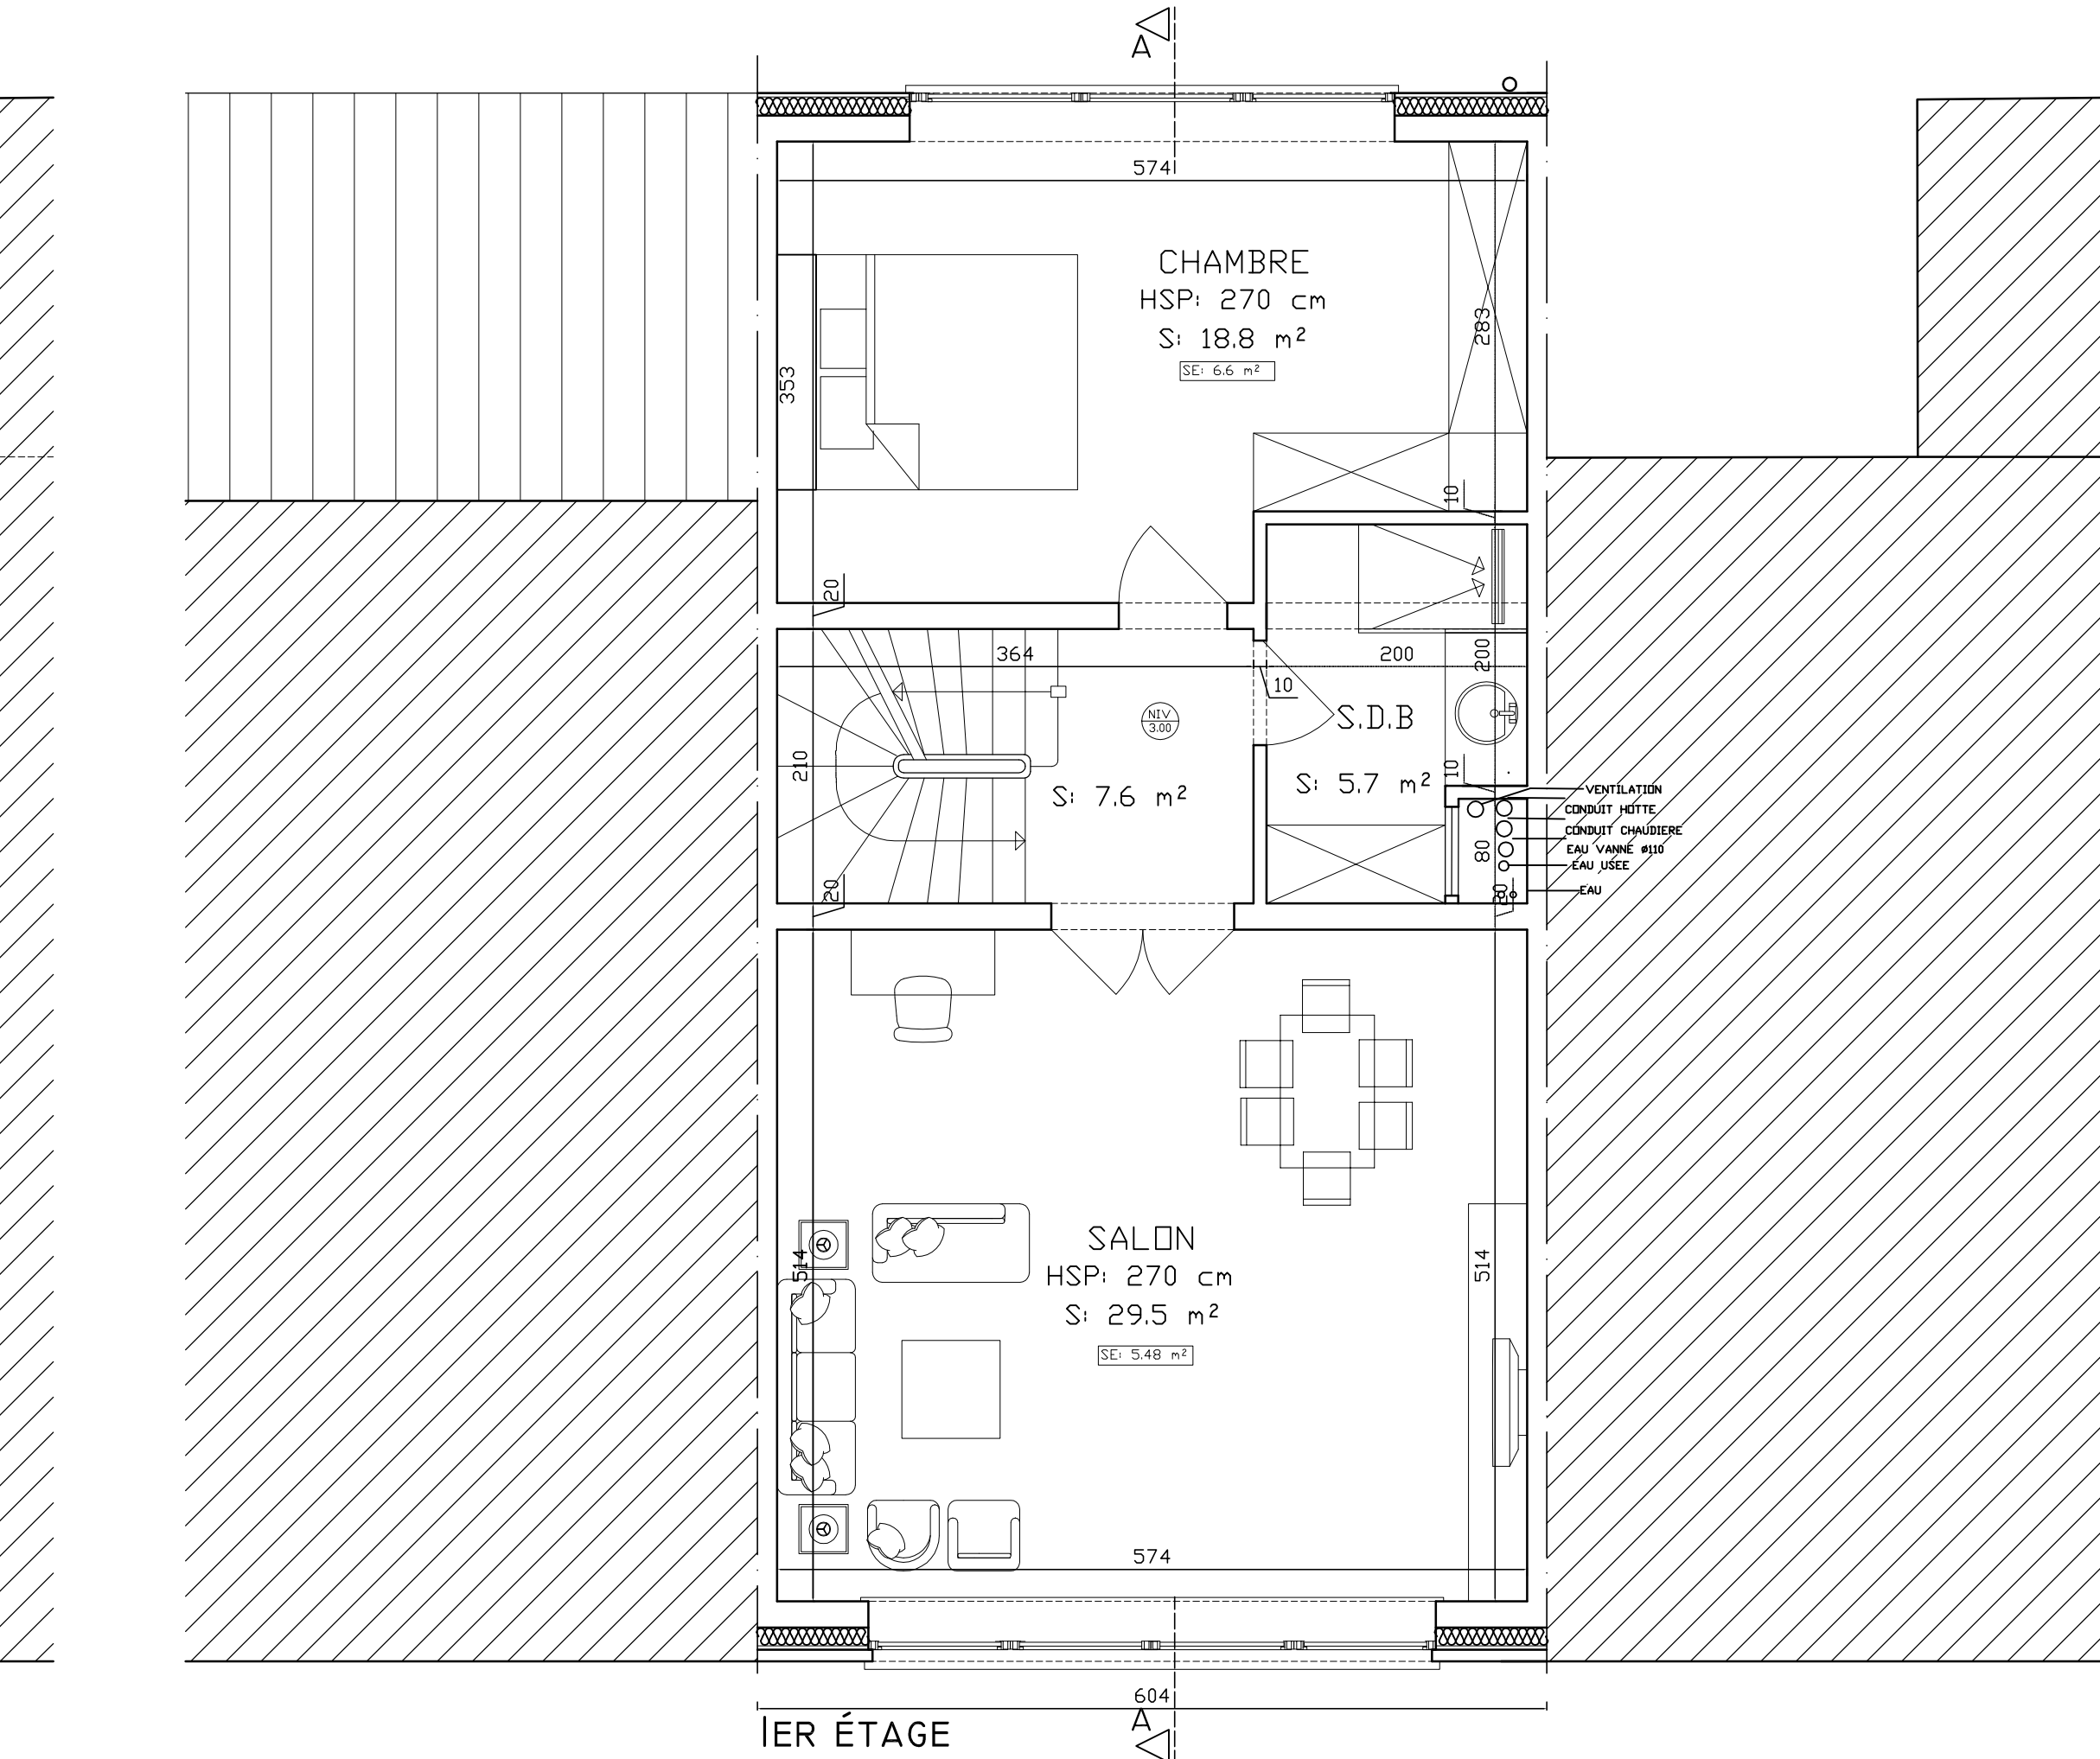 A
574
CHAMBRE
HSP: 270 cm
S: 18.8 m²
SE: 6.6 m²
283
353
10
20
364
200
200
10
NIV
3.00
S.D.B
210
S: 7.6 m²
S: 5.7 m²
10
VENTILATION
CONDUIT HOTTE
CONDUIT CHAUDIERE
80
EAU VANNE ø110
EAU USEE
20
20
EAU
SALON
HSP: 270 cm
S: 29.5 m²
SE: 5.48 m²
514
514
574
604
A
1ER ÉTAGE